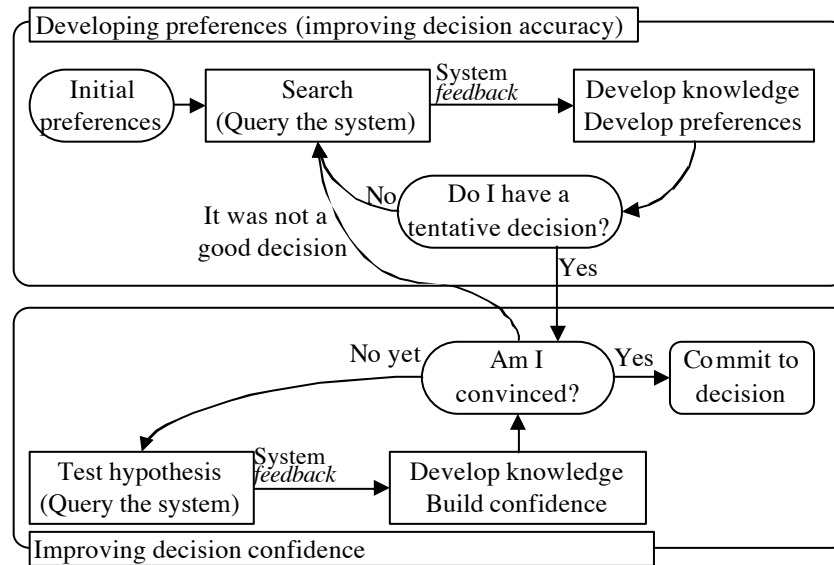 Developing preferences (improving decision accuracy)
Initial
preferences
Search
(Query the system)
System
feedback
Develop knowledge
Develop preferences
No
Do I have a
tentative decision?
It was not a
good decision
Yes
No yet
Am I
convinced?
Yes
Commit to
decision
Test hypothesis
(Query the system)
System
feedback
Develop knowledge
Build confidence
Improving decision confidence